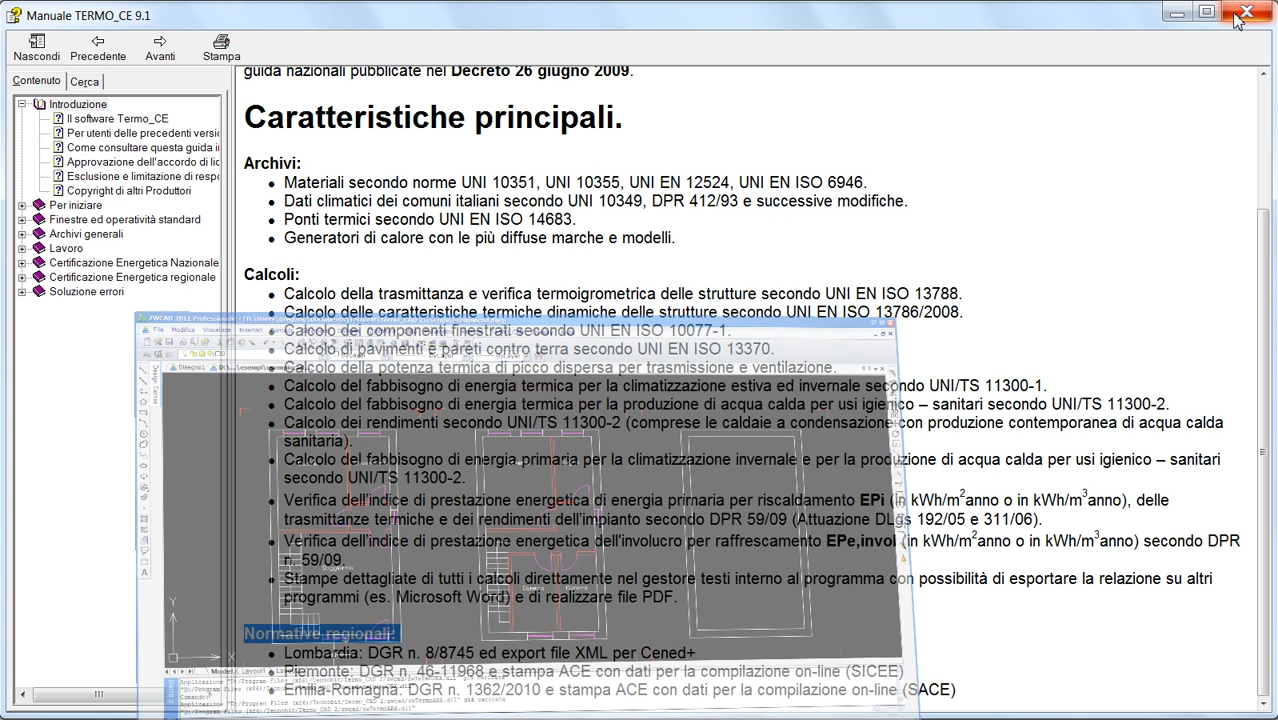 Manuale TERMO_CE 9.1
Nascondi Precedente Avanti Stampa
Contenuto Cerca
Introduzione
Il software Termo_CE
Per utenti delle precedenti versio
Come consultare questa guida in
Approvazione dell'accordo di lic
Esclusione e limitazione di respo
Copyright di altri Produttori
Per iniziare
Finestre ed operatività standard
Archivi generali
Lavoro
Certificazione Energetica Nazionale
Certificazione Energetica regionale
Soluzione errori
guida nazionali pubblicate nel Decreto 26 giugno 2009.
Caratteristiche principali.
Archivi:
Materiali secondo norme UNI 10351, UNI 10355, UNI EN 12524, UNI EN ISO 6946.
Dati climatici dei comuni italiani secondo UNI 10349, DPR 412/93 e successive modifiche.
Ponti termici secondo UNI EN ISO 14683.
Generatori di calore con le più diffuse marche e modelli.
Calcoli:
Calcolo della trasmittanza e verifica termoigrometrica delle strutture secondo UNI EN ISO 13788.
Calcolo delle caratteristiche termiche dinamiche delle strutture secondo UNI EN ISO 13786/2008.
Calcolo dei componenti finestrati secondo UNI EN ISO 10077-1.
Calcolo di pavimenti e pareti contro terra secondo UNI EN ISO 13370.
Calcolo della potenza termica di picco dispersa per trasmissione e ventilazione.
Calcolo del fabbisogno di energia termica per la climatizzazione estiva ed invernale secondo UNI/TS 11300-1.
Calcolo del fabbisogno di energia termica per la produzione di acqua calda per usi igienico – sanitari secondo UNI/TS 11300-2.
Calcolo dei rendimenti secondo UNI/TS 11300-2 (comprese le caldaie a condensazione con produzione contemporanea di acqua calda
sanitaria).
Calcolo del fabbisogno di energia primaria per la climatizzazione invernale e per la produzione di acqua calda per usi igienico – sanitari
secondo UNI/TS 11300-2.
Verifica dell'indice di prestazione energetica di energia primaria per riscaldamento EPi (in kWh/m²anno o in kWh/m³anno), delle
trasmittanze termiche e dei rendimenti dell'impianto secondo DPR 59/09 (Attuazione DLgs 192/05 e 311/06).
Verifica dell'indice di prestazione energetica dell'involucro per raffrescamento EPe,invol (in kWh/m²anno o in kWh/m³anno) secondo DPR
n. 59/09.
Stampe dettagliate di tutti i calcoli direttamente nel gestore testi interno al programma con possibilità di esportare la relazione su altri
programmi (es. Microsoft Word) e di realizzare file PDF.
Normative regionali:
Lombardia: DGR n. 8/8745 ed export file XML per Cened+
Piemonte: DGR n. 46-11968 e stampa ACE con dati per la compilazione on-line (SICEE)
Emilia-Romagna: DGR n. 1362/2010 e stampa ACE con dati per la compilazione on-line (SACE)
ZWCAD 2011 Professional
File Modifica Visualizza Inserisci
Disegno1
Soggiorno
Camera
Y
X
Model Layout1